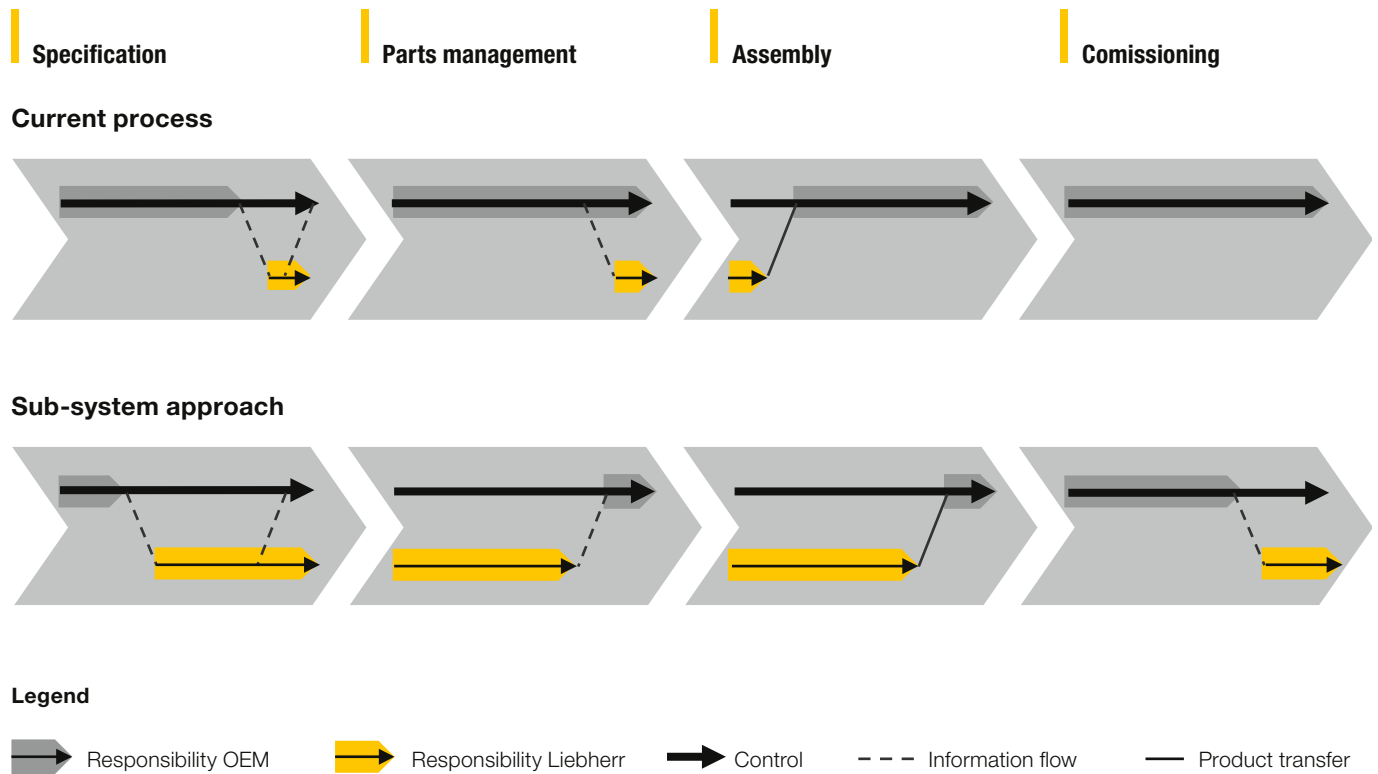 Specification
Parts management
Assembly
Comissioning
Current process
Sub-system approach
Legend
Responsibility OEM
Responsibility Liebherr
Control
Information flow
Product transfer